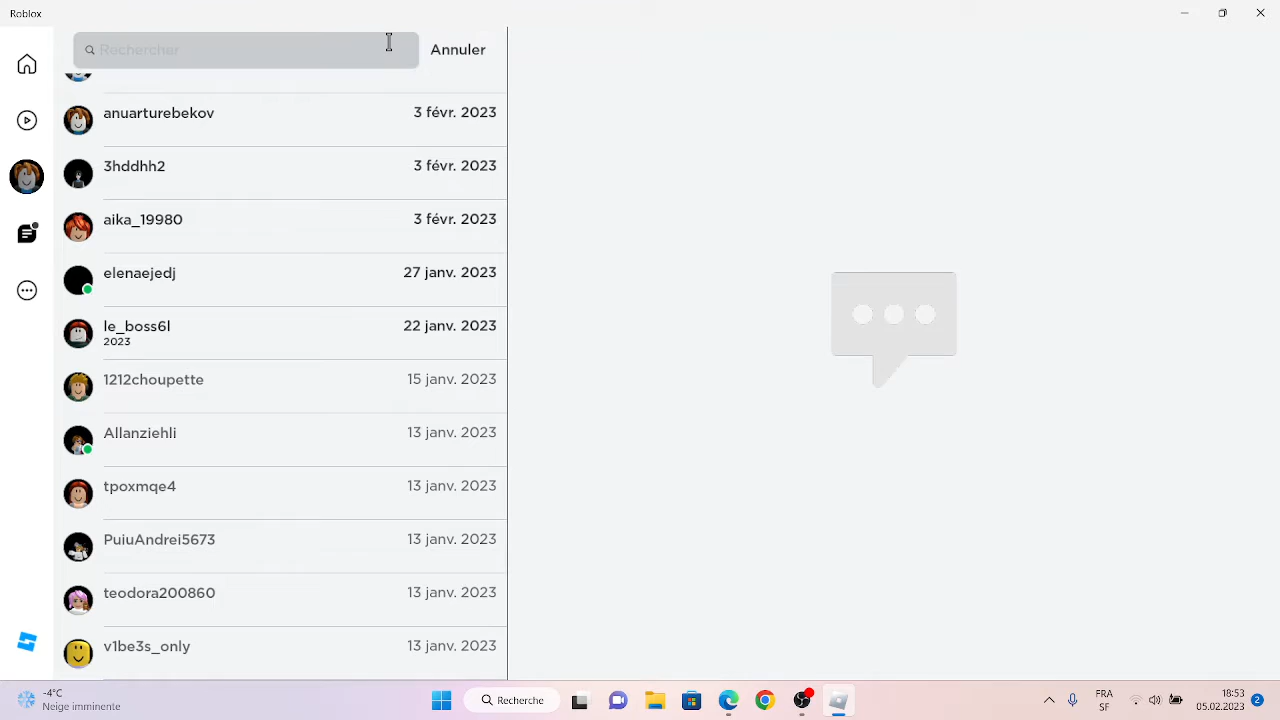 Roblox
Rechercher
Annuler
anuarturebekov 3 févr. 2023
3hddhh2 3 févr. 2023
aika_19980 3 févr. 2023
elenaejedj 27 janv. 2023
le_boss6l 22 janv. 2023
2023
1212choupette 15 janv. 2023
Allanziehli 13 janv. 2023
tpoxmqe4 13 janv. 2023
PuiuAndrei5673 13 janv. 2023
teodora200860 13 janv. 2023
v1be3s_only 13 janv. 2023
-4°C
Neige imminente
Recherche
FRA
SF
18:53
05.02.2023
2